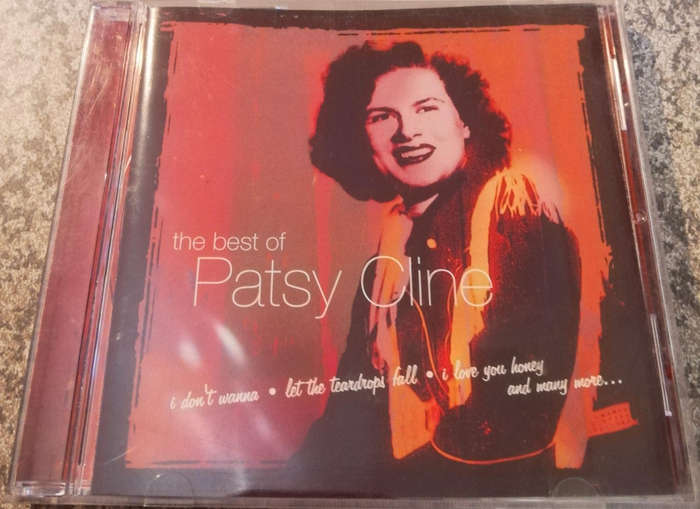 the best of
Patsy Cline
i don't wanna • let the teardrops fall • i love you honey
and many more...